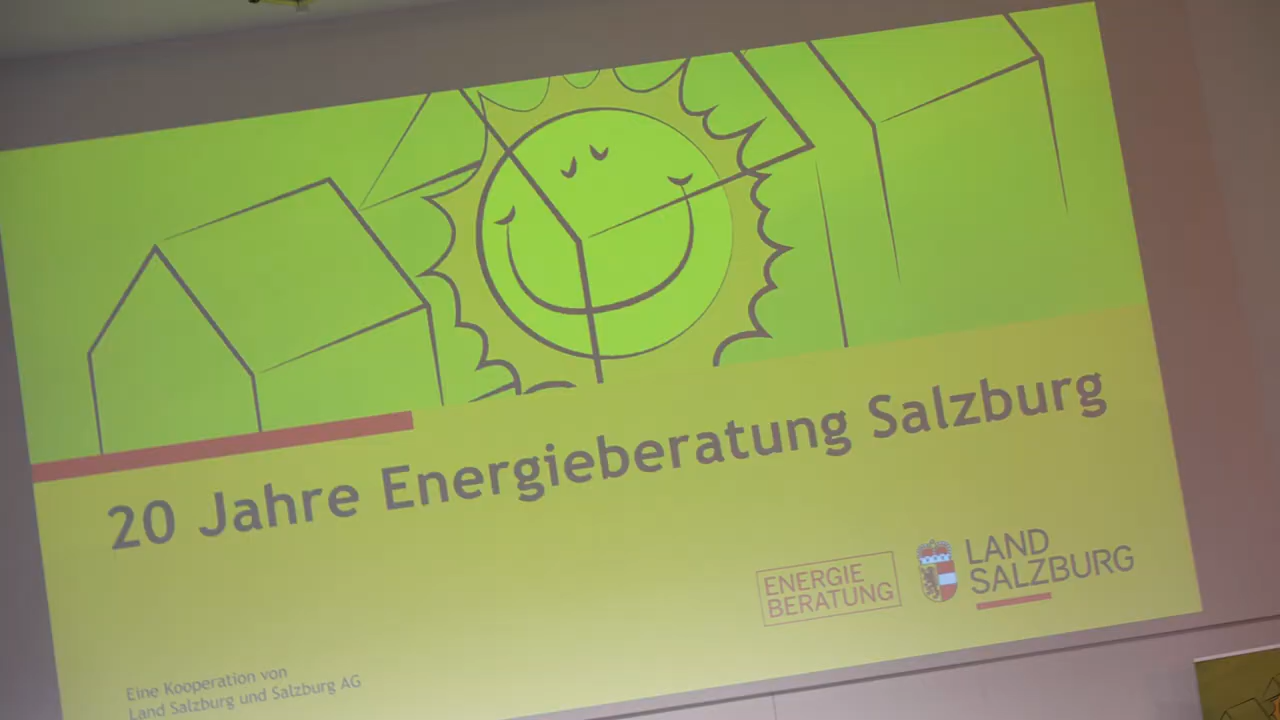 20 Jahre Energieberatung Salzburg
ENERGIE
BERATUNG
LAND
SALZBURG
Eine Kooperation von
Land Salzburg und Salzburg AG